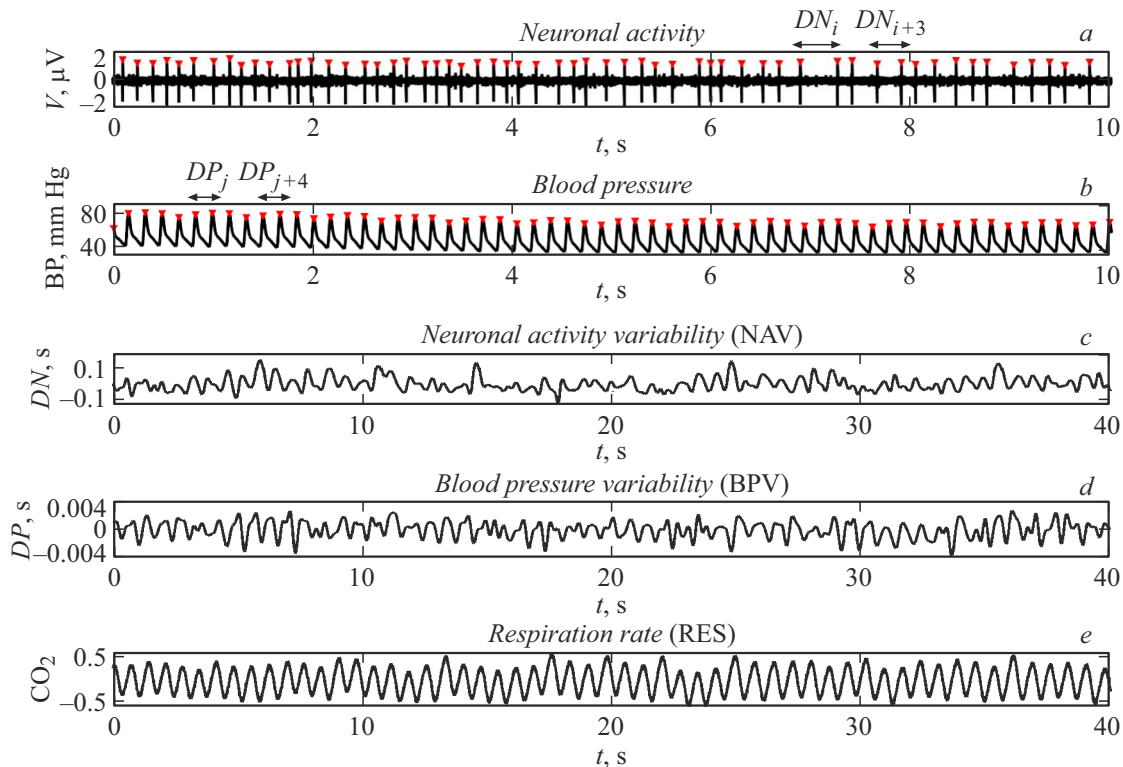 DN_i DN_{i+3}
Neuronal activity a
V, μV
2
0
−2
0 2 4 6 8 10
t, s
DP_j DP_{j+4}
Blood pressure b
BP, mm Hg
80
40
0 2 4 6 8 10
t, s
Neuronal activity variability (NAV) c
DN, s
0.1
−0.1
0 10 20 30 40
t, s
Blood pressure variability (BPV) d
DP, s
0.004
0
−0.004
0 10 20 30 40
t, s
Respiration rate (RES) e
CO₂
0.5
−0.5
0 10 20 30 40
t, s